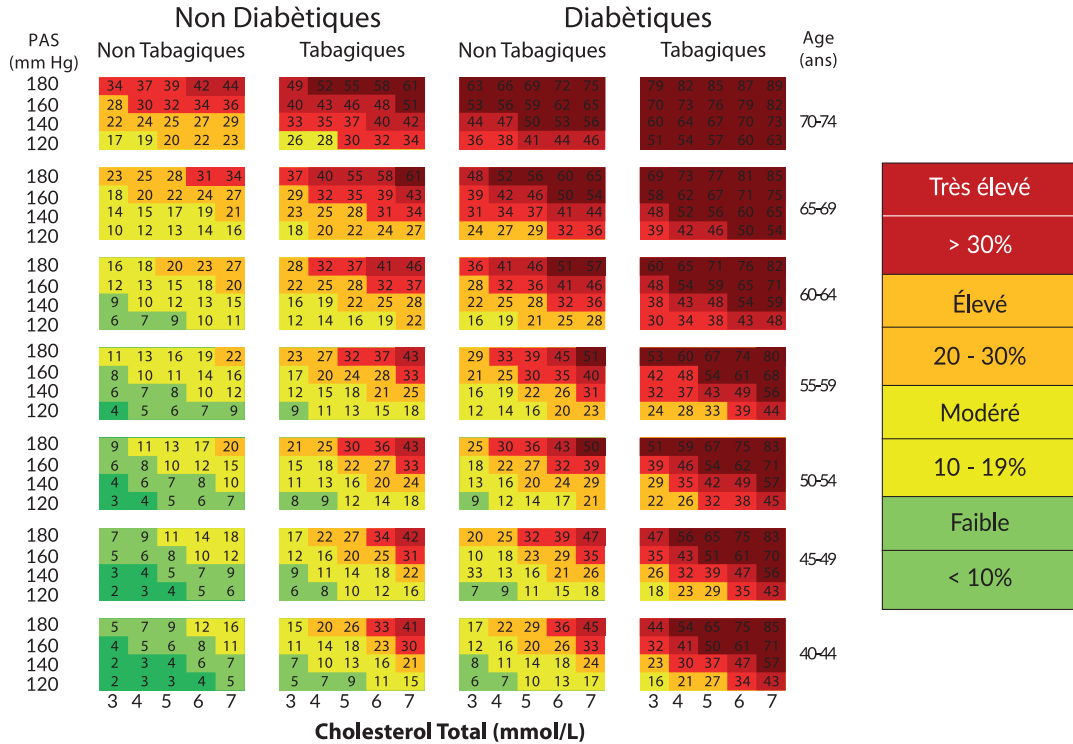 Non Diabètiques Diabètiques
PAS (mm Hg) Non Tabagiques Tabagiques Non Tabagiques Tabagiques Age (ans)
180 34 37 39 42 44 49 52 55 58 61 63 66 69 72 75 79 82 85 87 89
160 28 30 32 34 36 40 43 46 48 51 53 56 59 62 65 70 73 76 79 82
140 22 24 25 27 29 33 35 37 40 42 44 47 50 53 56 60 64 67 70 73
70-74
120 17 19 20 22 23 26 28 30 32 34 36 38 41 44 46 51 54 57 60 63
180 23 25 28 31 34 37 40 55 58 61 48 52 56 60 65 69 73 77 81 85
160 18 20 22 24 27 29 32 35 39 43 39 42 46 50 54 58 62 67 71 75
65-69
140 14 15 17 19 21 23 25 28 31 34 31 34 37 41 44 48 52 56 60 65
120 10 12 13 14 16 18 20 22 24 27 24 27 29 32 36 39 42 46 50 54
180 16 18 20 23 27 28 32 37 41 46 36 41 46 51 57 60 65 71 76 82
160 12 13 15 18 20 22 25 28 32 37 28 32 36 41 46 48 54 59 65 71
60-64
140 9 10 12 13 15 16 19 22 25 28 22 25 28 32 36 38 43 48 54 59
120 6 7 9 10 11 12 14 16 19 22 16 19 21 25 28 30 34 38 43 48
180 11 13 16 19 22 23 27 32 37 43 29 33 39 45 51 53 60 67 74 80
160 8 10 11 14 16 17 20 24 28 33 21 25 30 35 40 42 48 54 61 68
55-59
140 6 7 8 10 12 12 15 18 21 25 16 19 22 26 31 32 37 43 49 56
120 4 5 6 7 9 9 11 13 15 18 12 14 16 20 23 24 28 33 39 44
180 9 11 13 17 20 21 25 30 36 43 25 30 36 43 50 51 59 67 75 83
160 6 8 10 12 15 15 18 22 27 33 18 22 27 32 39 39 46 54 62 71
50-54
140 4 6 7 8 10 11 13 16 20 24 13 16 20 24 29 29 35 42 49 57
120 3 4 5 6 7 8 9 12 14 18 9 12 14 17 21 22 26 32 38 45
180 7 9 11 14 18 17 22 27 34 42 20 25 32 39 47 47 56 65 75 83
160 5 6 8 10 12 12 16 20 25 31 10 18 23 29 35 35 43 51 61 70
45-49
140 3 4 5 7 9 9 11 14 18 22 33 13 16 21 26 26 32 39 47 56
120 2 3 4 5 6 6 8 10 12 16 7 9 11 15 18 18 23 29 35 43
180 5 7 9 12 16 15 20 26 33 41 17 22 29 36 45 44 54 65 75 85
160 4 5 6 8 11 11 14 18 23 30 12 16 20 26 33 32 41 50 61 71
40-44
140 2 3 4 6 7 7 10 13 16 21 8 11 14 18 24 23 30 37 47 57
120 2 3 3 4 5 5 7 9 11 15 6 7 10 13 17 16 21 27 34 43
3 4 5 6 7 3 4 5 6 7 3 4 5 6 7 3 4 5 6 7
Cholesterol Total (mmol/L)
Très élevé
> 30%
Élevé
20 - 30%
Modéré
10 - 19%
Faible
< 10%